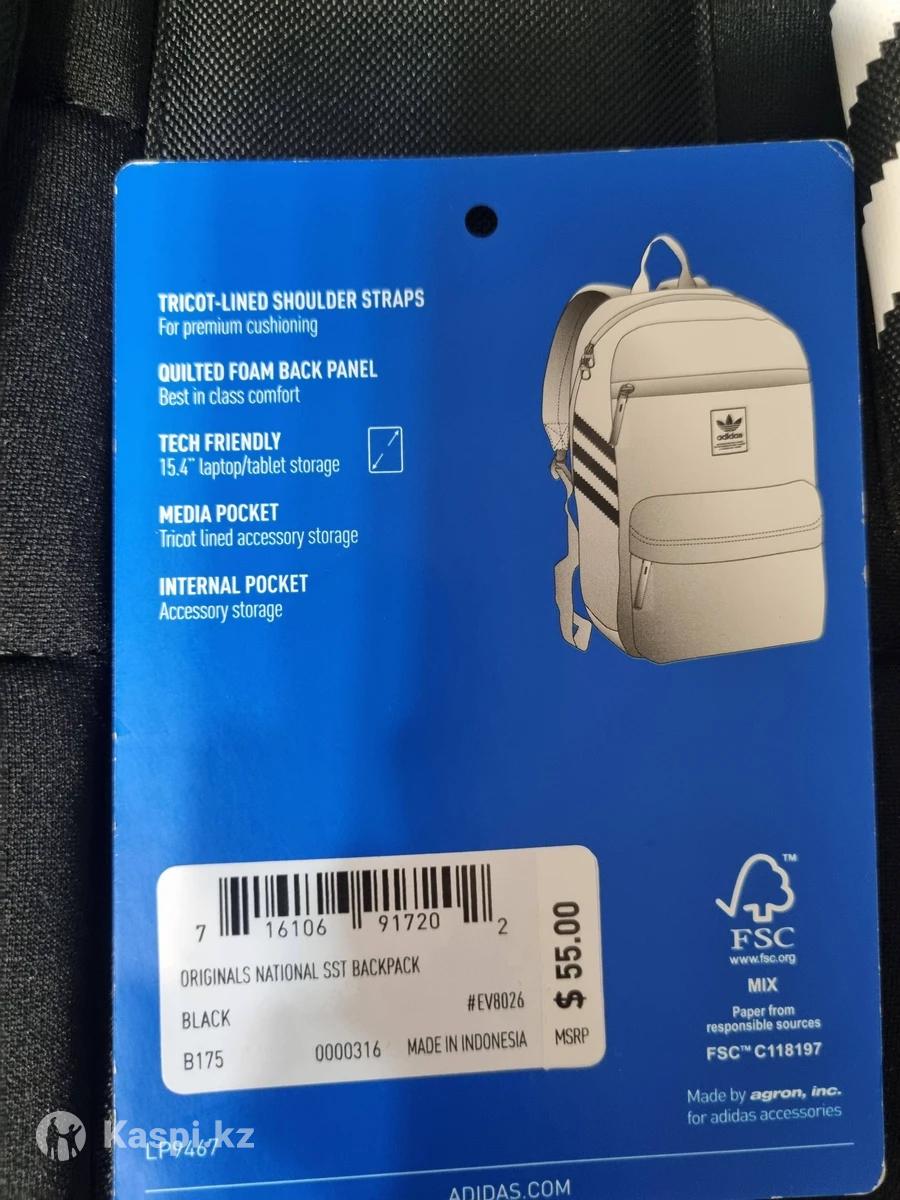 TRICOT-LINED SHOULDER STRAPS
For premium cushioning
QUILTED FOAM BACK PANEL
Best in class comfort
TECH FRIENDLY
15.4" laptop/tablet storage
MEDIA POCKET
Tricot lined accessory storage
INTERNAL POCKET
Accessory storage
adidas
7 16106 91720 2
ORIGINALS NATIONAL SST BACKPACK
BLACK #EV8026
B175 0000316 MADE IN INDONESIA
$ 55.00
MSRP
TM
FSC
www.fsc.org
MIX
Paper from
responsible sources
FSC™ C118197
Made by agron, inc.
for adidas accessories
LP9467
ADIDAS.COM
Kaspi.kz